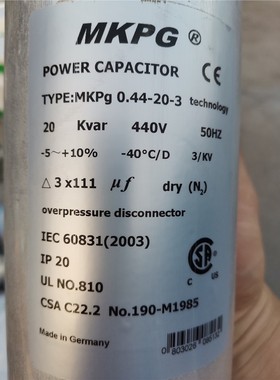 MKPG ®
POWER CAPACITOR CE
TYPE:MKPg 0.44-20-3 technology
20 Kvar 440V 50HZ
-5~+10% -40°C/D 3/KV
△ 3x111 μf dry (N₂)
overpressure disconnector
IEC 60831(2003)
IP 20
UL NO.810
C US
CSA C22.2 No.190-M1985
Made in Germany